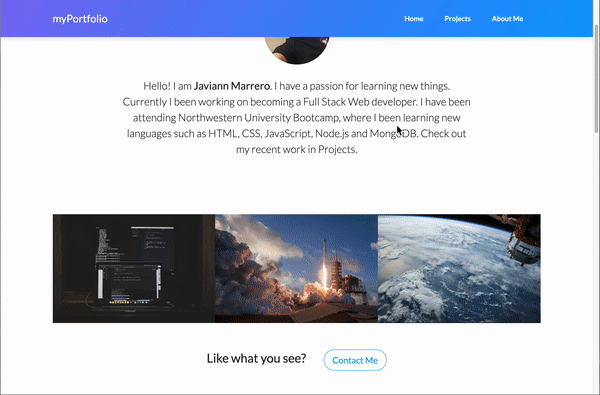 myPortfolio Home Projects About Me
Hello! I am Javiann Marrero. I have a passion for learning new things.
Currently I been working on becoming a Full Stack Web developer. I have been
attending Northwestern University Bootcamp, where I been learning new
languages such as HTML, CSS, JavaScript, Node.js and MongoDB. Check out
my recent work in Projects.
Like what you see? Contact Me